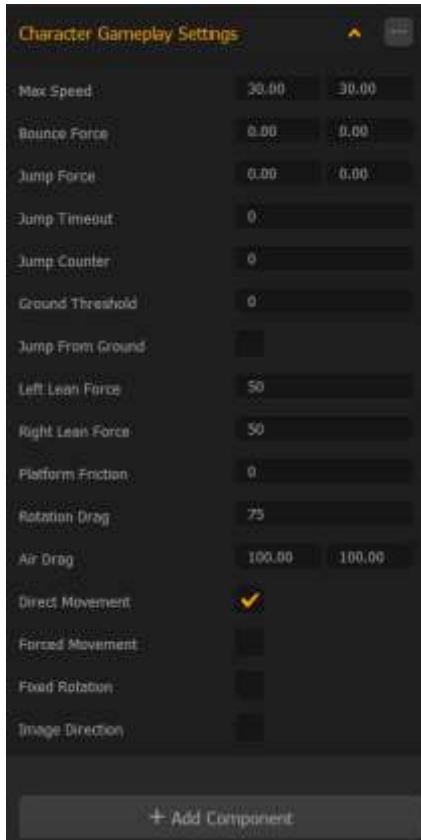 Character Gameplay Settings
Max Speed 30.00 30.00
Bounce Force 0.00 0.00
Jump Force 0.00 0.00
Jump Timeout 0
Jump Counter 0
Ground Threshold 0
Jump From Ground
Left Lean Force 50
Right Lean Force 50
Platform Friction 0
Rotation Drag 75
Air Drag 100.00 100.00
Direct Movement
Forced Movement
Fixed Rotation
Image Direction
+ Add Component